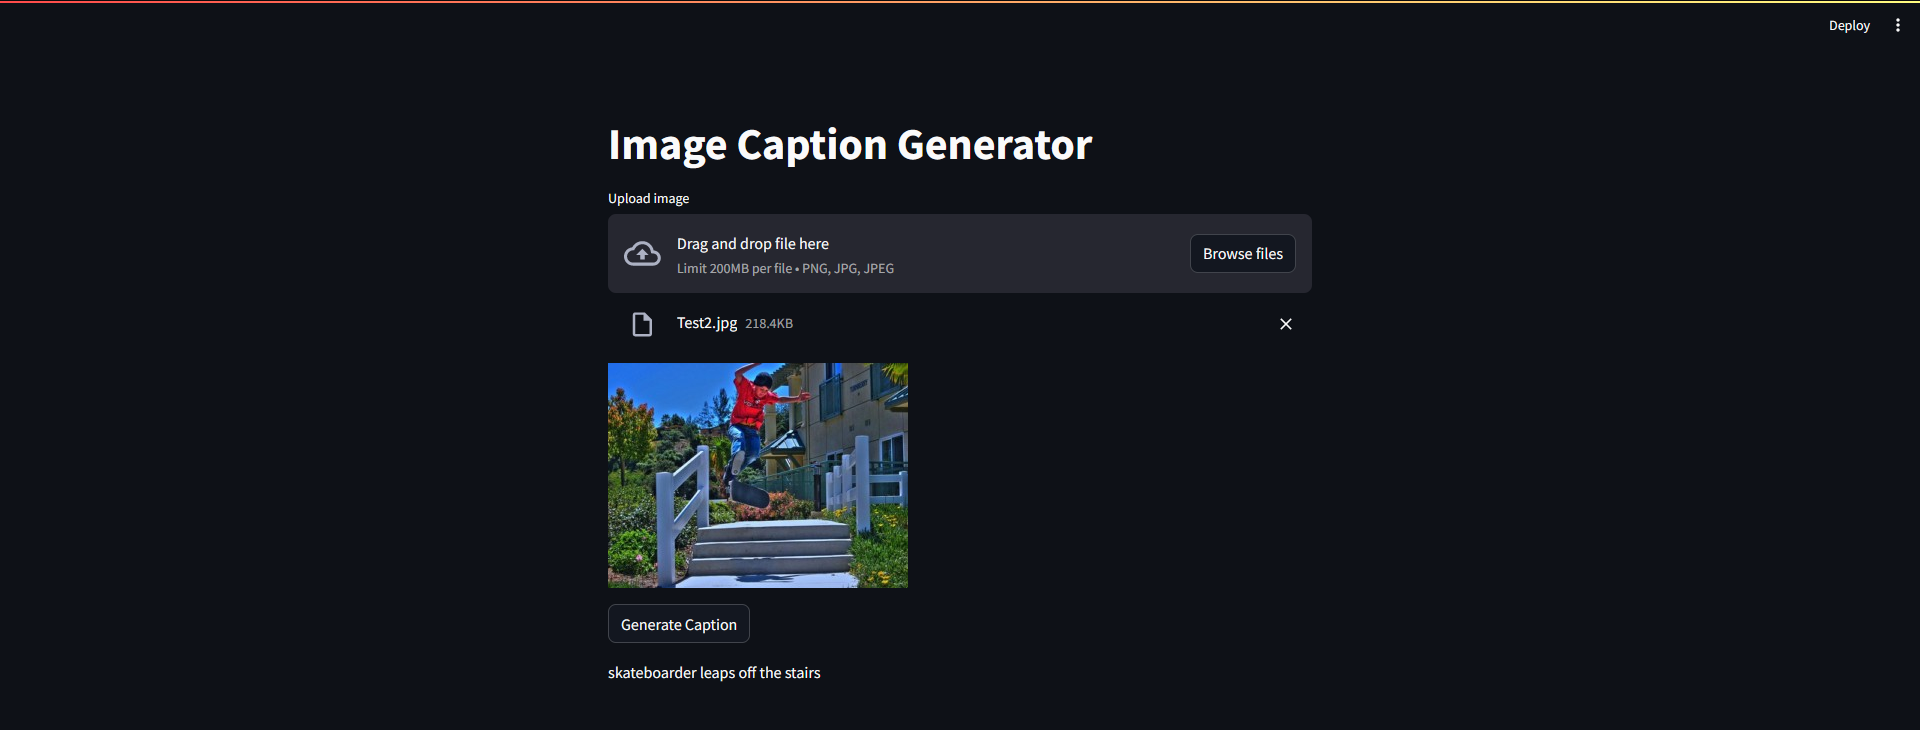 Deploy
Image Caption Generator
Upload image
Drag and drop file here
Limit 200MB per file • PNG, JPG, JPEG
Browse files
Test2.jpg 218.4KB
Generate Caption
skateboarder leaps off the stairs